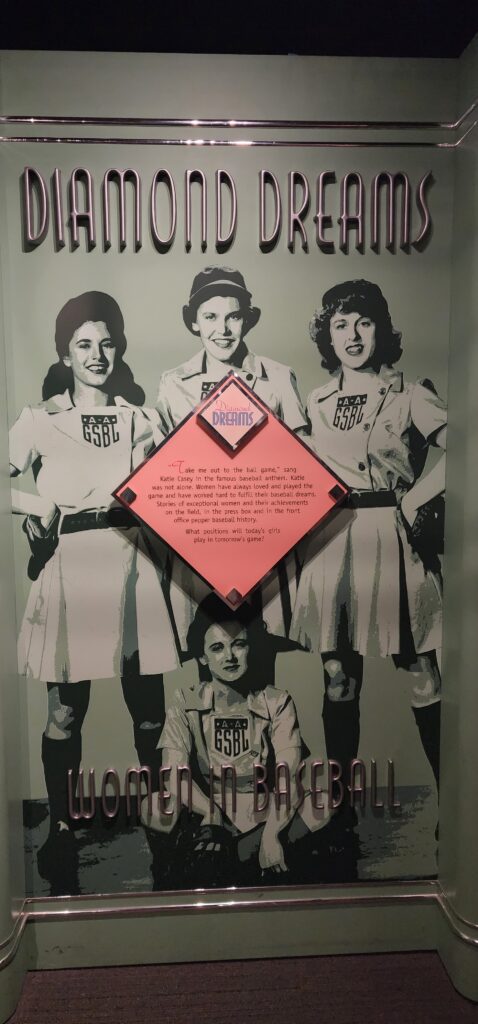 DIAMOND DREAMS
A-A
GSBL
A-A
A-A
GSBL
Diamond
DREAMS
"Take me out to the ball game," sang
Katie Casey in the famous baseball anthem. Katie
was not alone. Women have always loved and played the
game and have worked hard to fulfill their baseball dreams.
Stories of exceptional women and their achievements
on the field, in the press box and in the front
office pepper baseball history.
What positions will today's girls
play in tomorrow's game?
A-A
GSBL
WOMEN IN BASEBALL